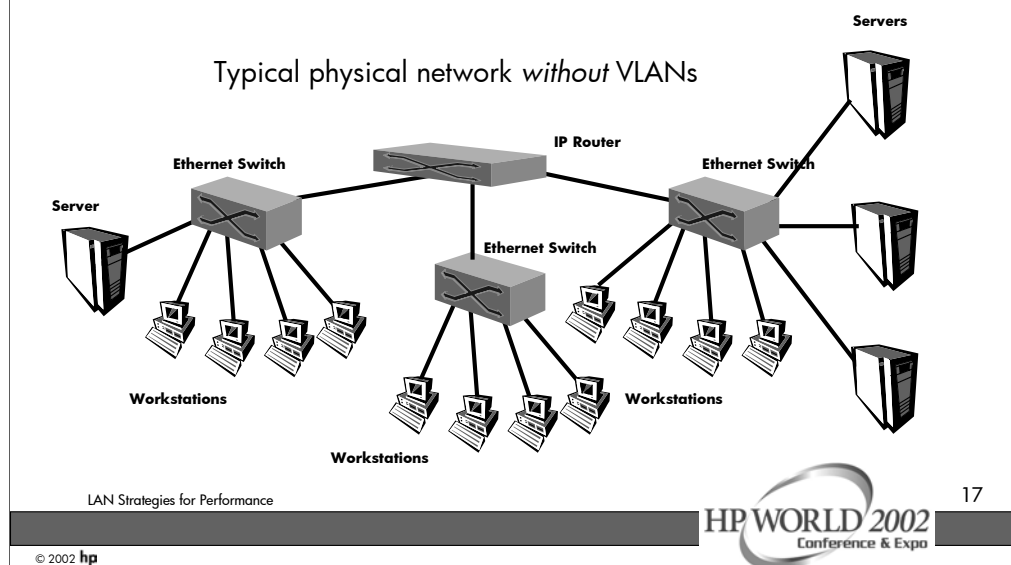 Servers
Typical physical network without VLANs
IP Router
Ethernet Switch
Ethernet Switch
Server
Ethernet Switch
Workstations
Workstations
Workstations
LAN Strategies for Performance
17
HP WORLD 2002
Conference & Expo
© 2002 hp